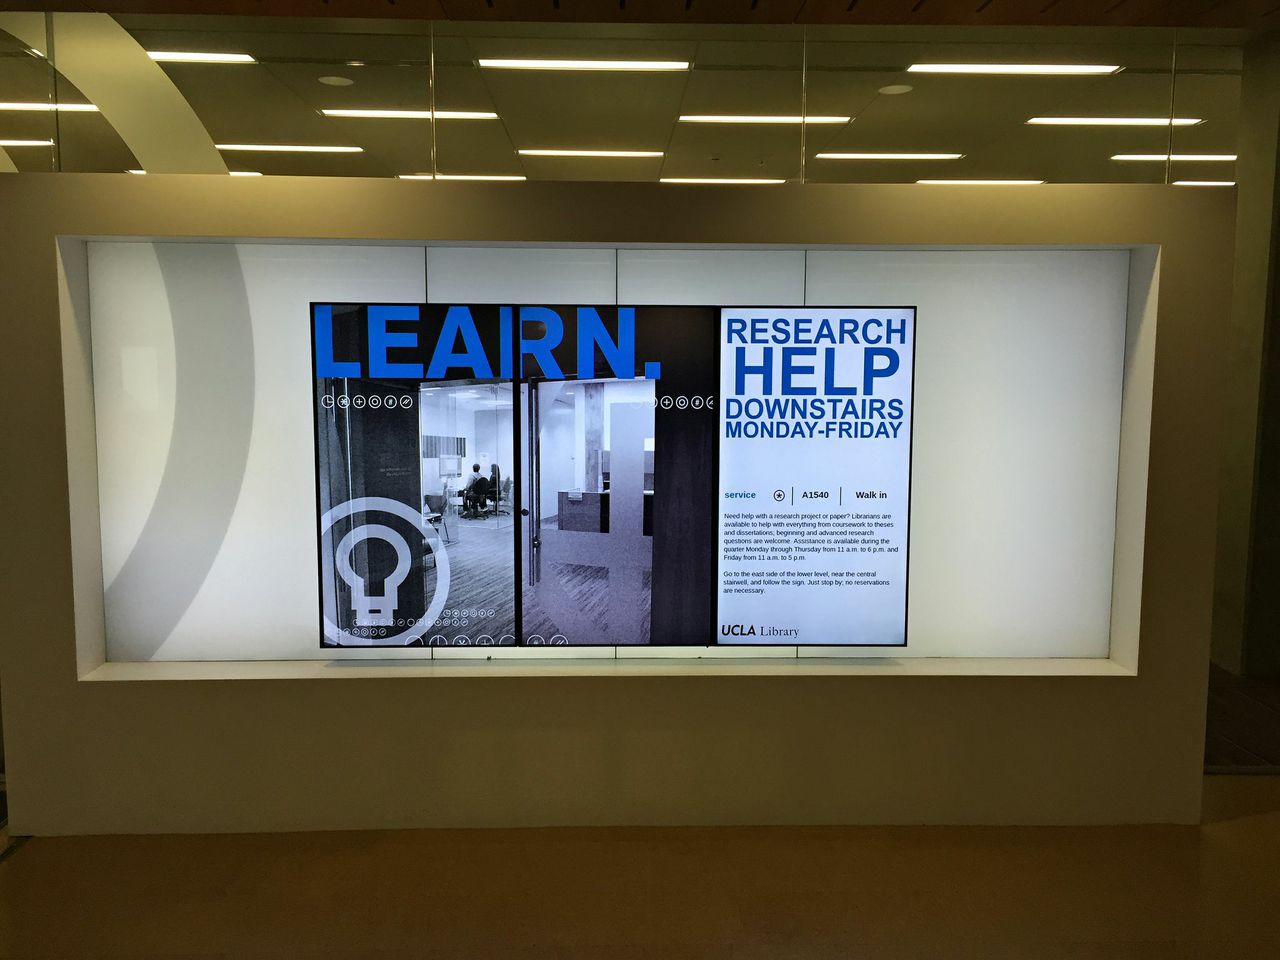 LEARN.
RESEARCH
HELP
DOWNSTAIRS
MONDAY-FRIDAY
service A1540 Walk in
Need help with a research project or paper? Librarians are
available to help with everything from coursework to theses
and dissertations; beginning and advanced research
questions are welcome. Assistance is available during the
quarter Monday through Thursday from 11 a.m. to 6 p.m. and
Friday from 11 a.m. to 5 p.m.
Go to the east side of the lower level, near the central
stairwell, and follow the sign. Just stop by; no reservations
are necessary.
UCLA Library